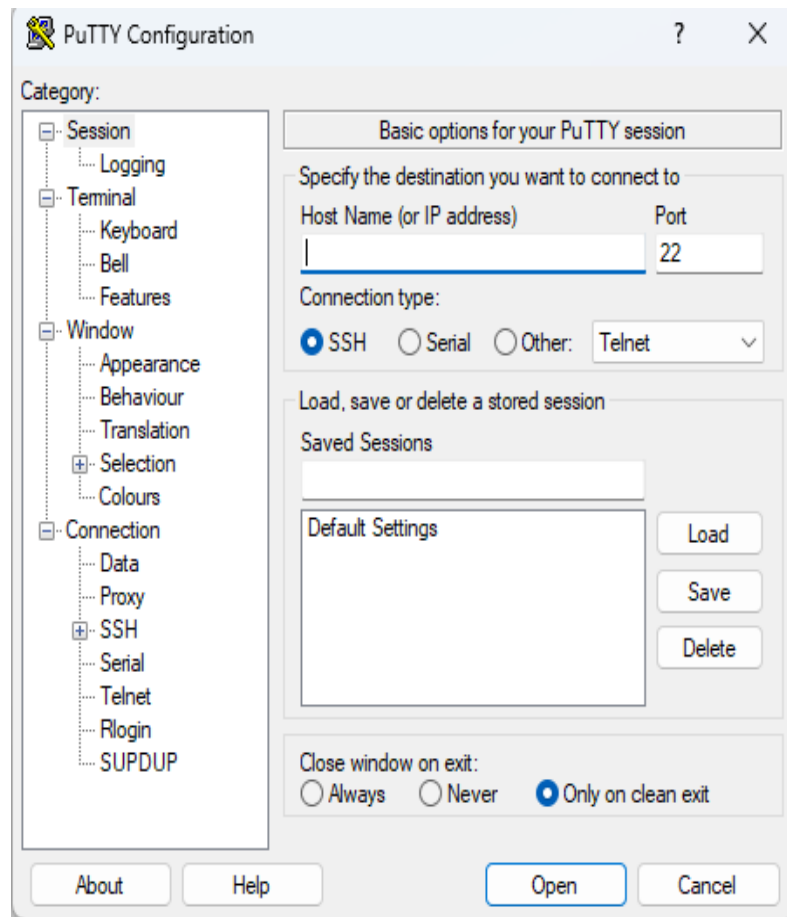 PuTTY Configuration
?
X
Category:
Session
Logging
Terminal
Keyboard
Bell
Features
Window
Appearance
Behaviour
Translation
Selection
Colours
Connection
Data
Proxy
SSH
Serial
Telnet
Rlogin
SUPDUP
Basic options for your PuTTY session
Specify the destination you want to connect to
Host Name (or IP address) Port
22
Connection type:
SSH Serial Other: Telnet
Load, save or delete a stored session
Saved Sessions
Default Settings
Load
Save
Delete
Close window on exit:
Always Never Only on clean exit
About Help Open Cancel